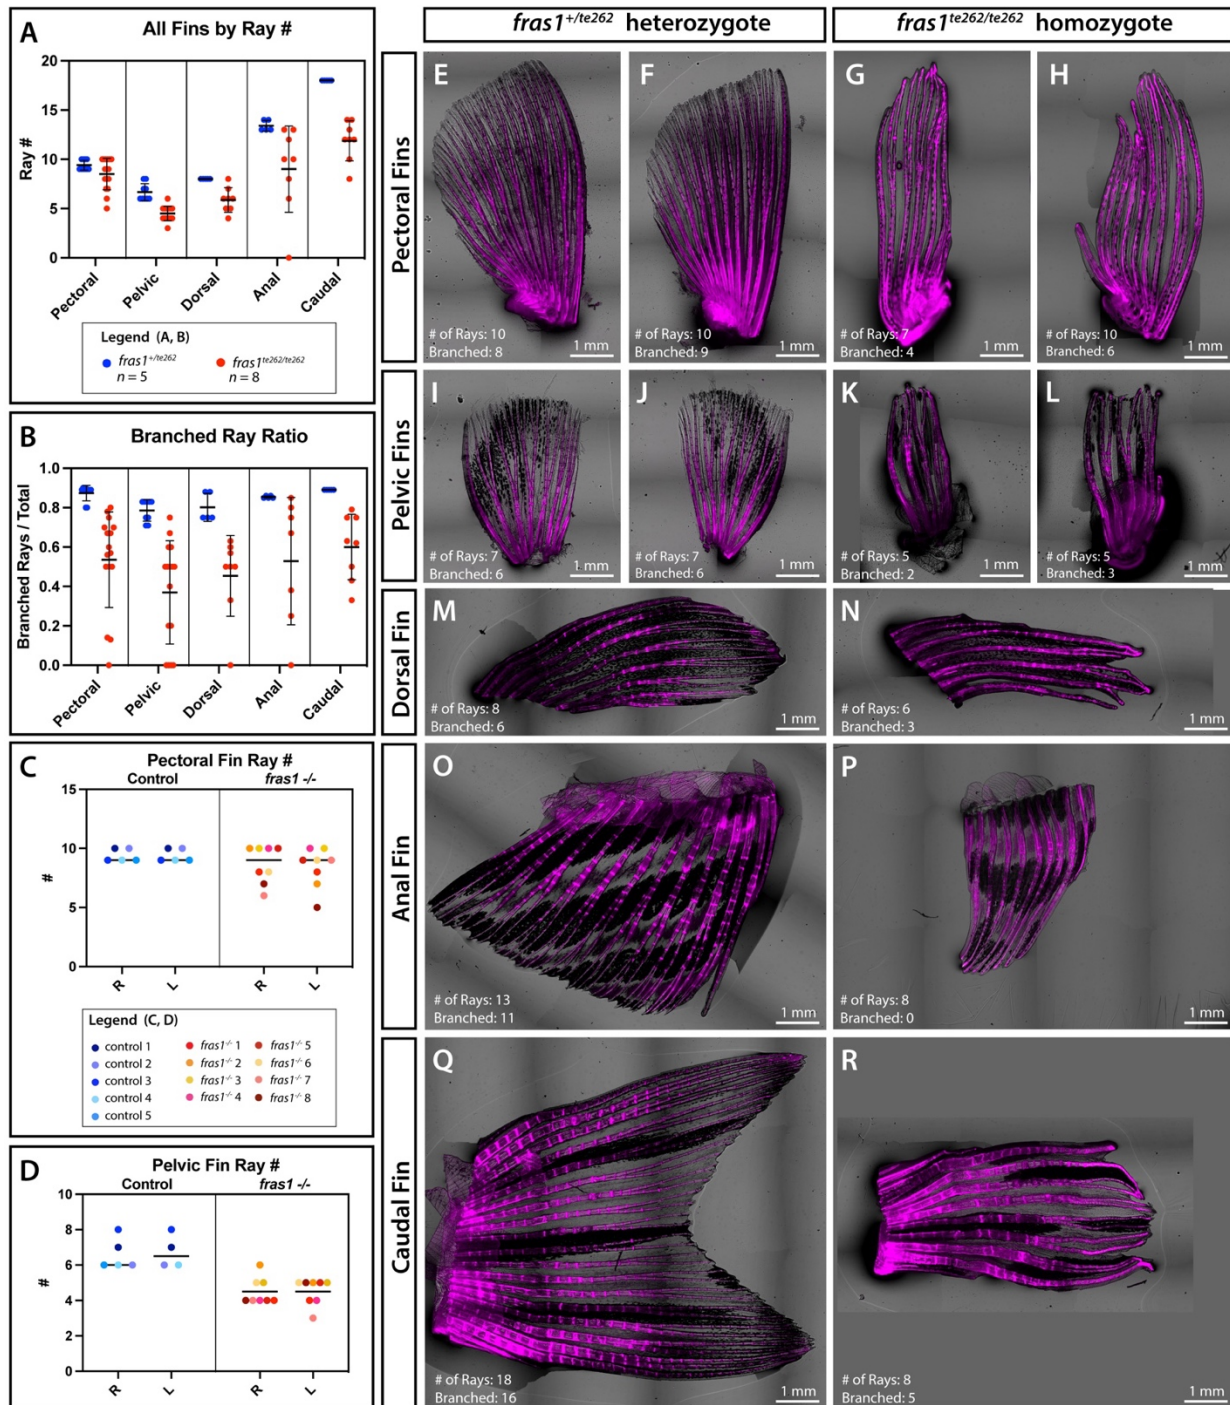 A
All Fins by Ray #
Ray #
20
15
10
5
0
Pectoral
Pelvic
Dorsal
Anal
Caudal
Legend (A, B)
fras1+/te262
n = 5
fras1te262/te262
n = 8
B
Branched Ray Ratio
Branched Rays / Total
1.0
0.8
0.6
0.4
0.2
0.0
Pectoral
Pelvic
Dorsal
Anal
Caudal
C
Pectoral Fin Ray #
Control
fras1 -/-
#
15
10
5
0
R
L
R
L
Legend (C, D)
control 1
control 2
control 3
control 4
control 5
fras1-/- 1
fras1-/- 2
fras1-/- 3
fras1-/- 4
fras1-/- 5
fras1-/- 6
fras1-/- 7
fras1-/- 8
D
Pelvic Fin Ray #
Control
fras1 -/-
#
10
8
6
4
2
0
R
L
R
L
fras1+/te262 heterozygote
fras1te262/te262 homozygote
Pectoral Fins
E
# of Rays: 10
Branched: 8
1 mm
F
# of Rays: 10
Branched: 9
1 mm
G
# of Rays: 7
Branched: 4
1 mm
H
# of Rays: 10
Branched: 6
1 mm
Pelvic Fins
I
# of Rays: 7
Branched: 6
1 mm
J
# of Rays: 7
Branched: 6
1 mm
K
# of Rays: 5
Branched: 2
1 mm
L
# of Rays: 5
Branched: 3
1 mm
Dorsal Fin
M
# of Rays: 8
Branched: 6
1 mm
N
# of Rays: 6
Branched: 3
1 mm
Anal Fin
O
# of Rays: 13
Branched: 11
1 mm
P
# of Rays: 8
Branched: 0
1 mm
Caudal Fin
Q
# of Rays: 18
Branched: 16
1 mm
R
# of Rays: 8
Branched: 5
1 mm